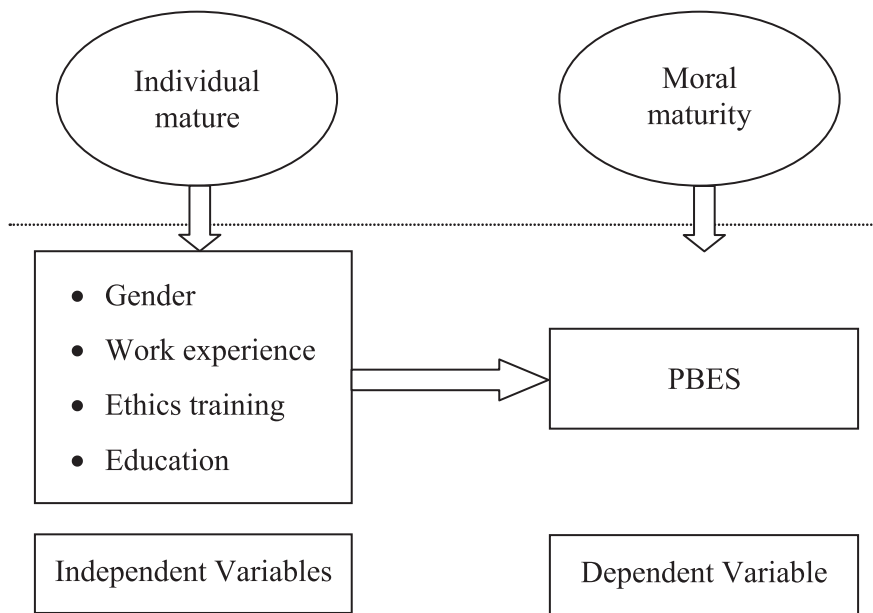 Individual
mature
Moral
maturity
• Gender
• Work experience
• Ethics training
• Education
PBES
Independent Variables
Dependent Variable